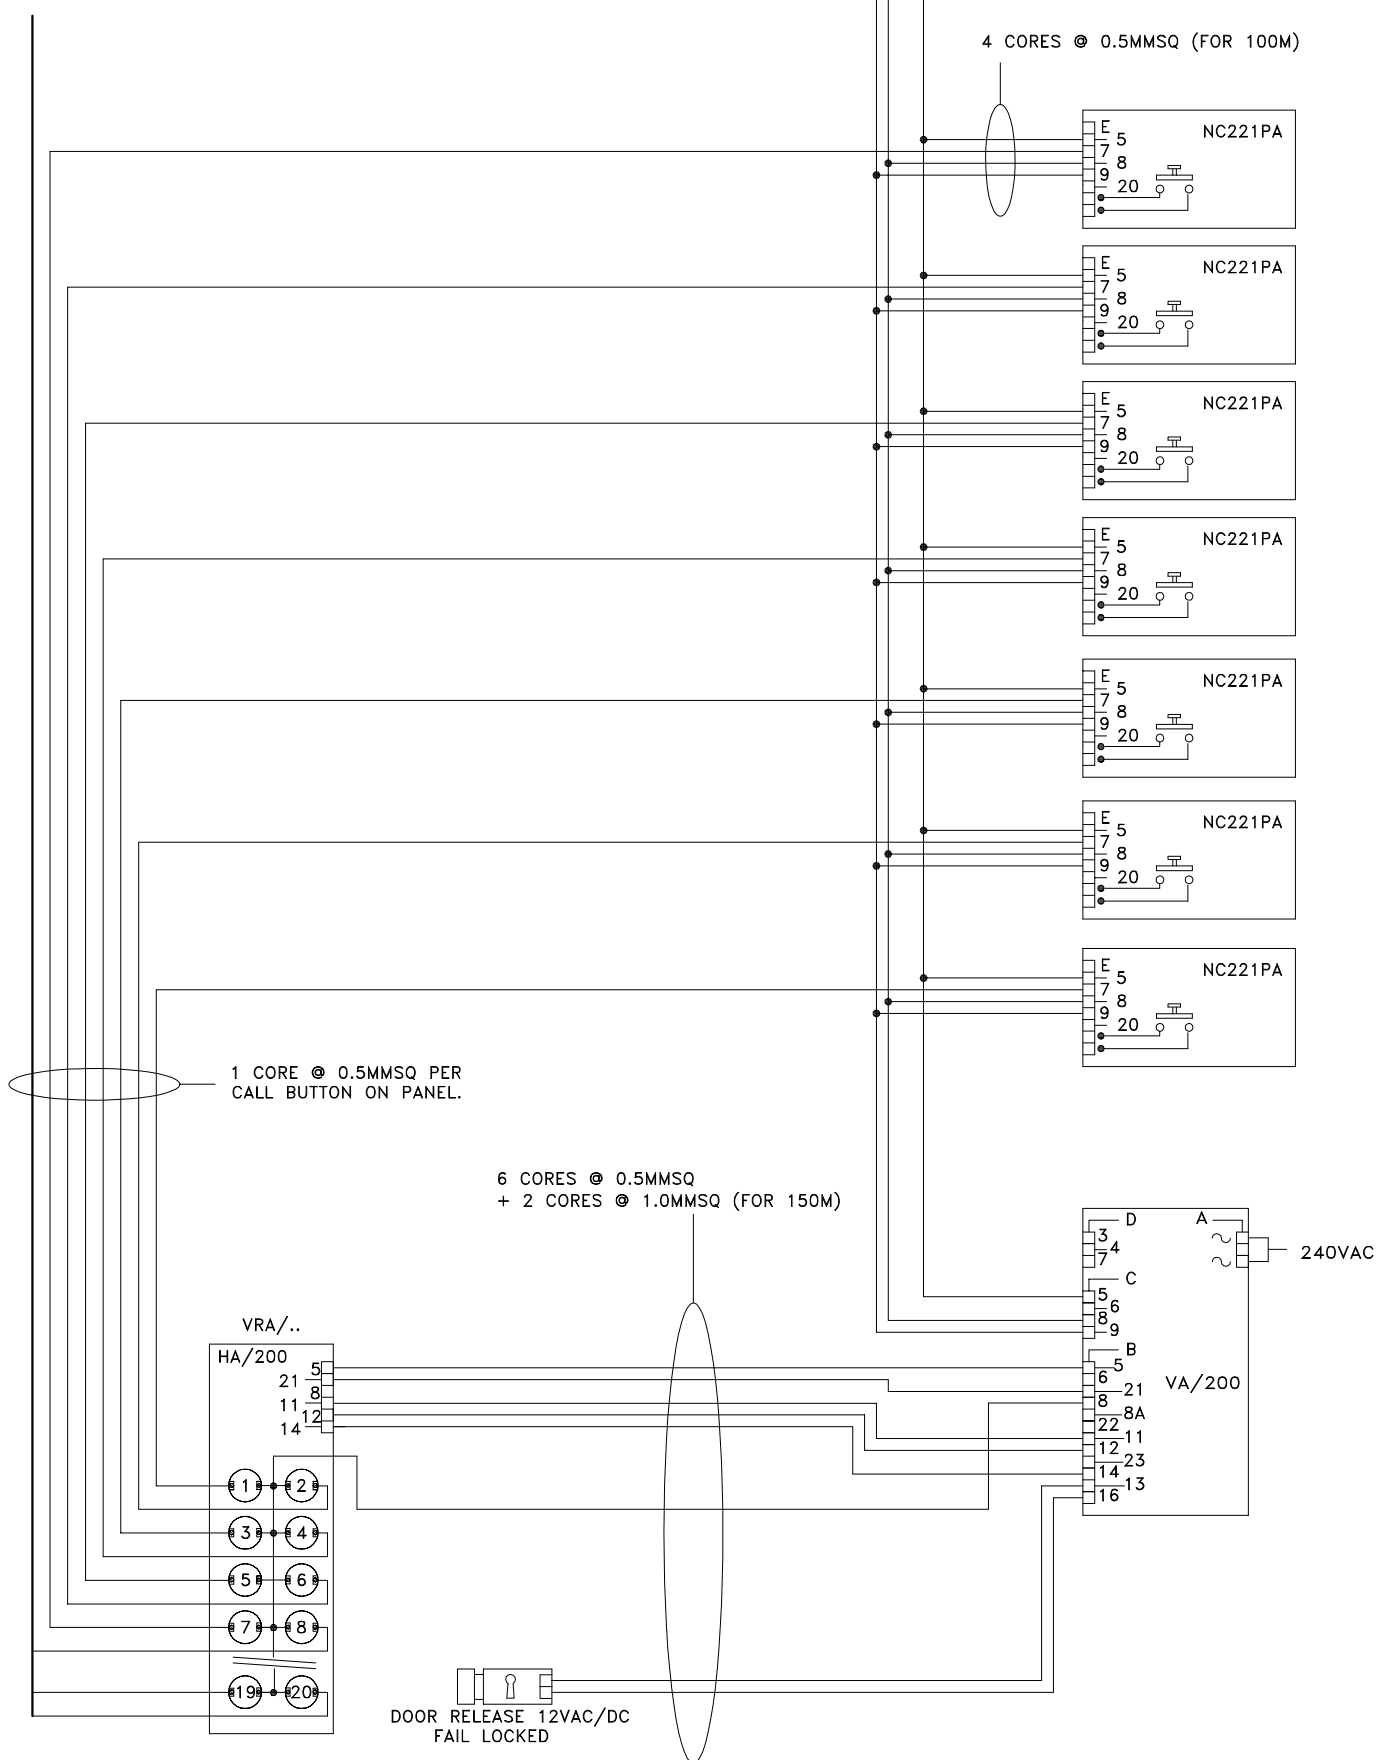 4 CORES @ 0.5MMSQ (FOR 100M)
E
5
7
8
9
20
NC221PA
E
5
7
8
9
20
NC221PA
E
5
7
8
9
20
NC221PA
E
5
7
8
9
20
NC221PA
E
5
7
8
9
20
NC221PA
E
5
7
8
9
20
NC221PA
E
5
7
8
9
20
NC221PA
1 CORE @ 0.5MMSQ PER
CALL BUTTON ON PANEL.
6 CORES @ 0.5MMSQ
+ 2 CORES @ 1.0MMSQ (FOR 150M)
D
3
4
7
A
240VAC
C
5
6
8
9
B
5
6
21
8
8A
22
11
12
23
14
13
16
VA/200
VRA/..
HA/200
5
21
8
11
12
14
1
2
3
4
5
6
7
8
19
20
DOOR RELEASE 12VAC/DC
FAIL LOCKED